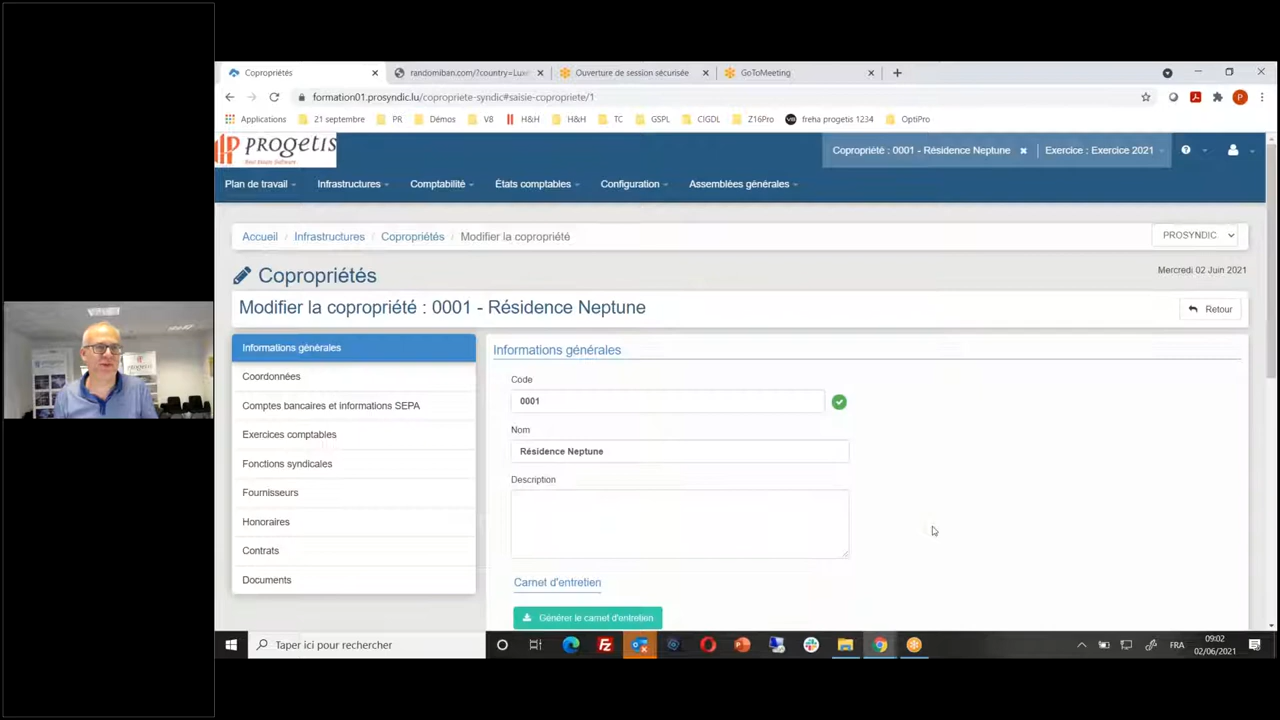 Copropriétés
randomiban.com/?country=Luxe
Ouverture de session sécurisée
GoToMeeting
formation01.prosyndic.lu/copropriete-syndic#saisie-copropriete/1
Applications 21 septembre PR Démos V8 H&H H&H TC GSPL CIGDL Z16Pro freha progetis 1234 OptiPro
PROGETIS
Real Estate Software
Copropriété : 0001 - Résidence Neptune Exercice : Exercice 2021
Plan de travail Infrastructures Comptabilité États comptables Configuration Assemblées générales
Accueil / Infrastructures / Copropriétés / Modifier la copropriété
PROSYNDIC
Copropriétés
Mercredi 02 Juin 2021
Modifier la copropriété : 0001 - Résidence Neptune
Retour
Informations générales
Coordonnées
Comptes bancaires et informations SEPA
Exercices comptables
Fonctions syndicales
Fournisseurs
Honoraires
Contrats
Documents
Informations générales
Code
0001
Nom
Résidence Neptune
Description
Carnet d'entretien
Générer le carnet d'entretien
Taper ici pour rechercher
FRA
09:02
02/06/2021